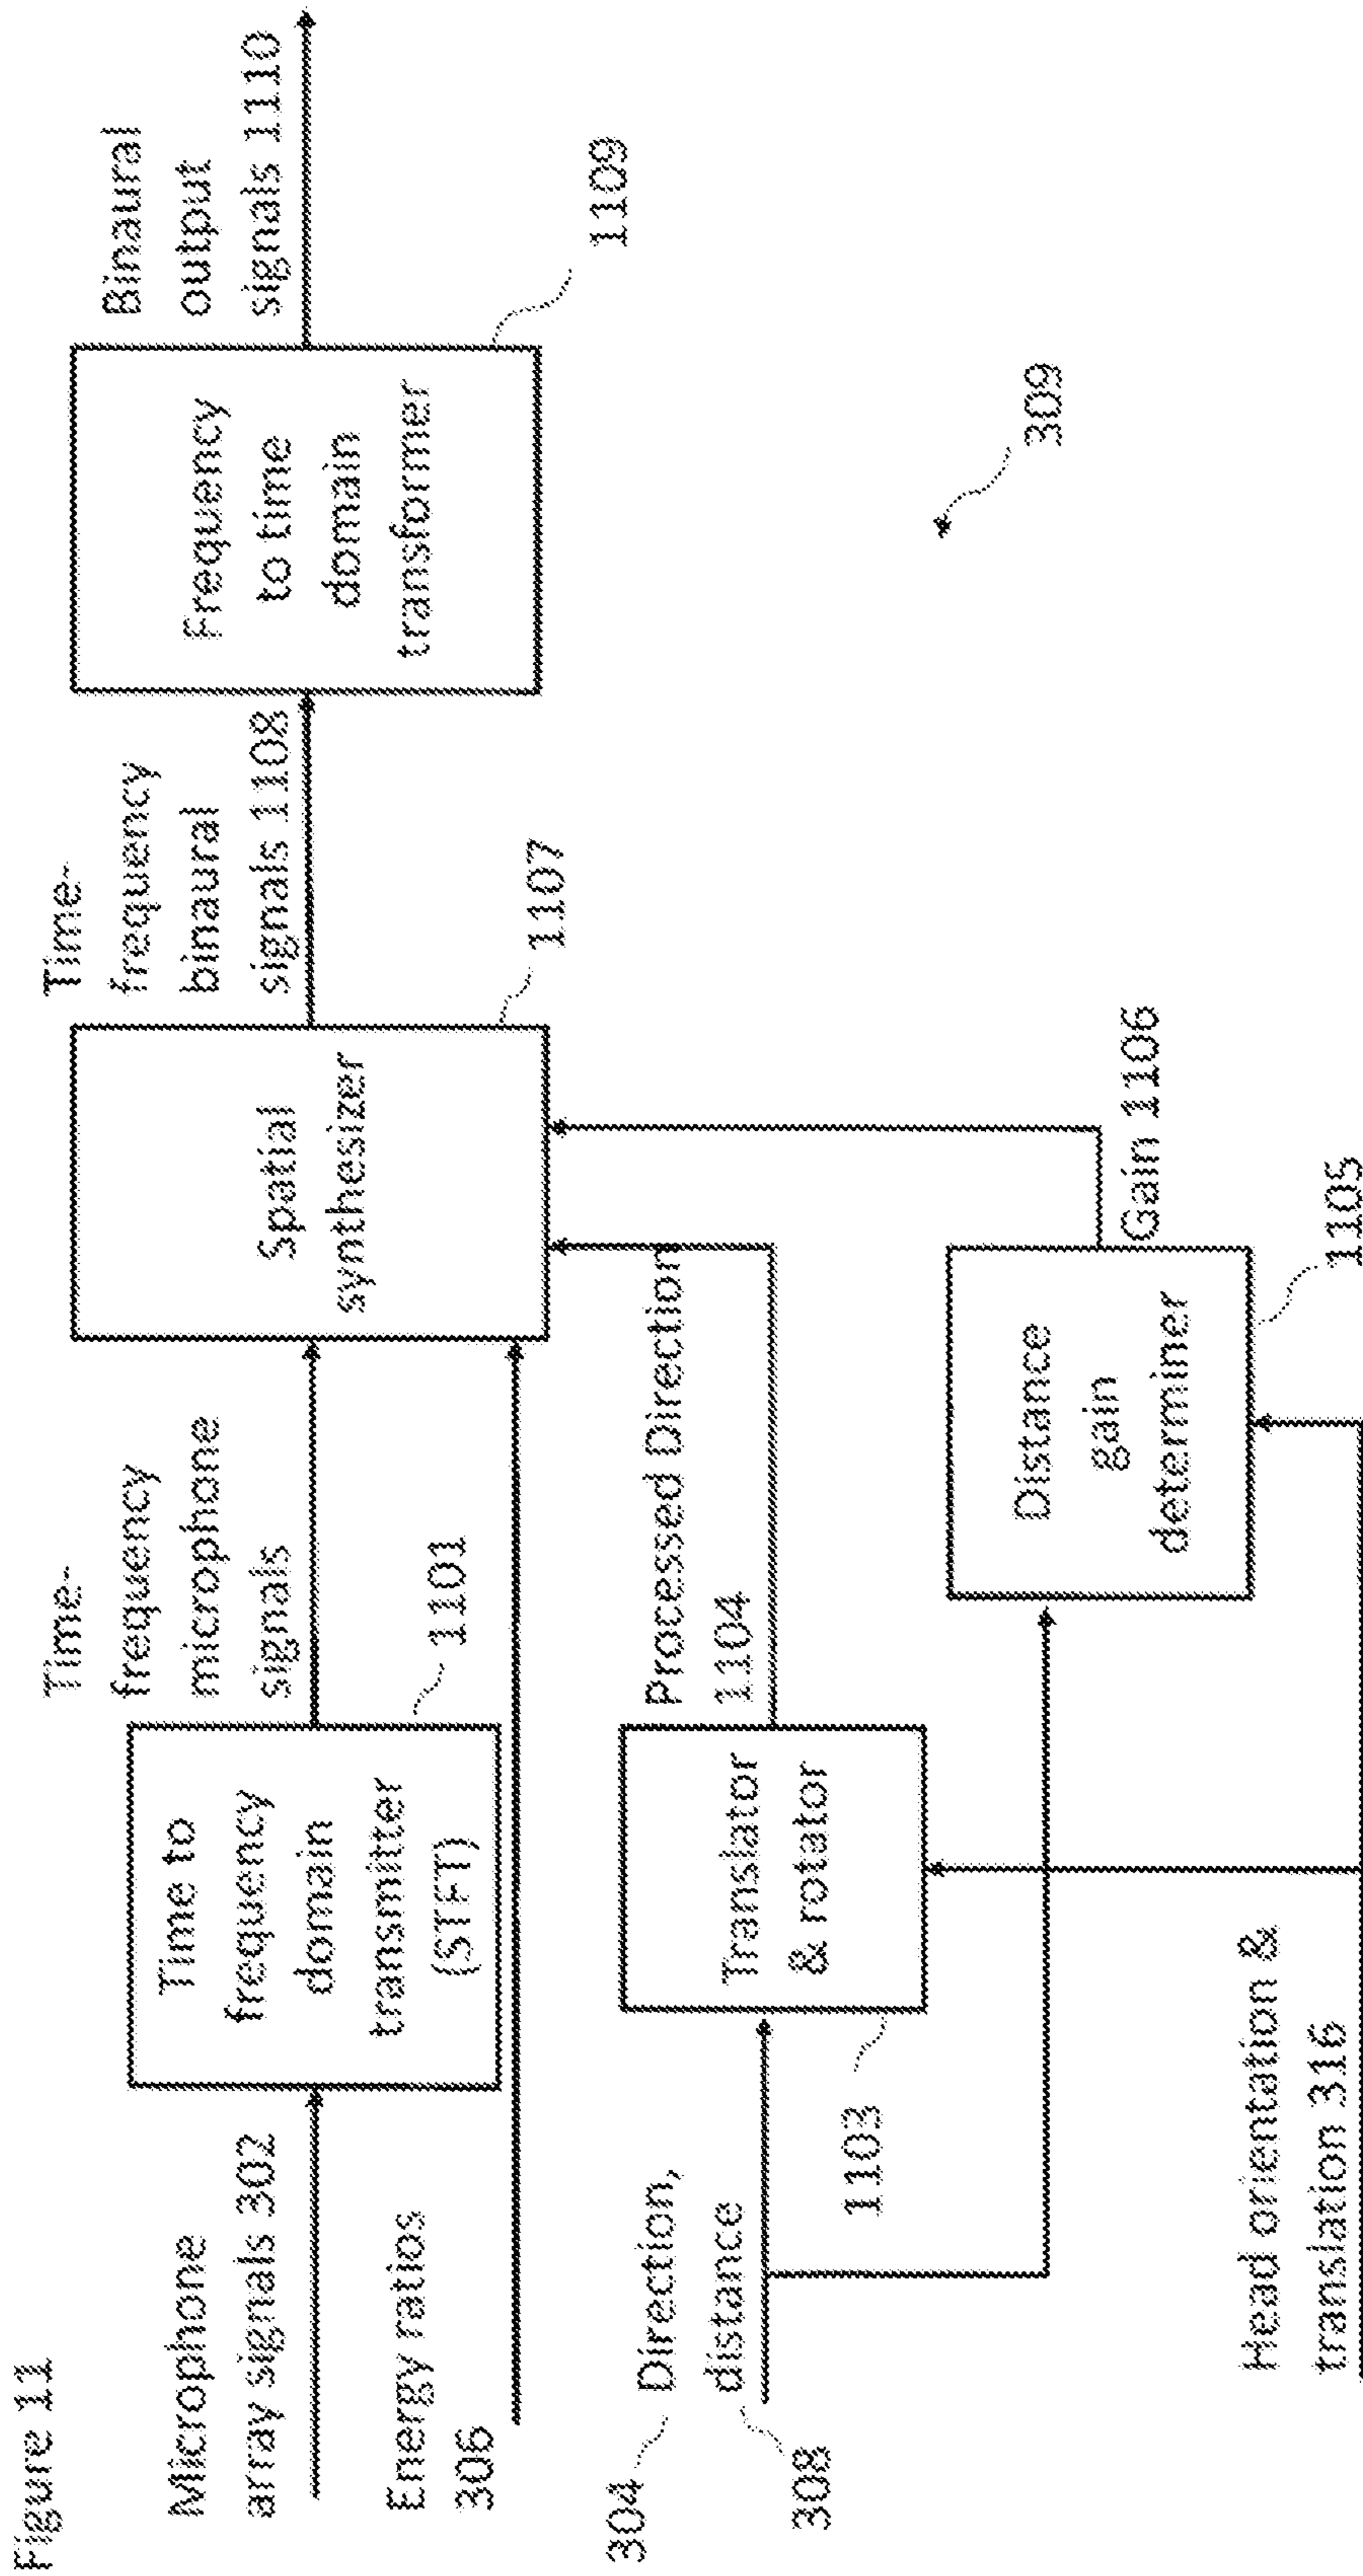 Figure 11
Microphone
array signals 302
Time to
frequency
domain
transmitter
(STFT)
1101
Time-
frequency
microphone
signals
Energy ratios
306
Spatial
synthesizer
1107
Time-
frequency
binaural
signals 1108
Frequency
to time
domain
transformer
1109
Binaural
output
signals 1110
304
Direction,
distance
308
Translator
& rotator
1103
Processed Direction
1104
Distance
gain
determiner
1105
Gain 1106
Head orientation &
translation 316
309